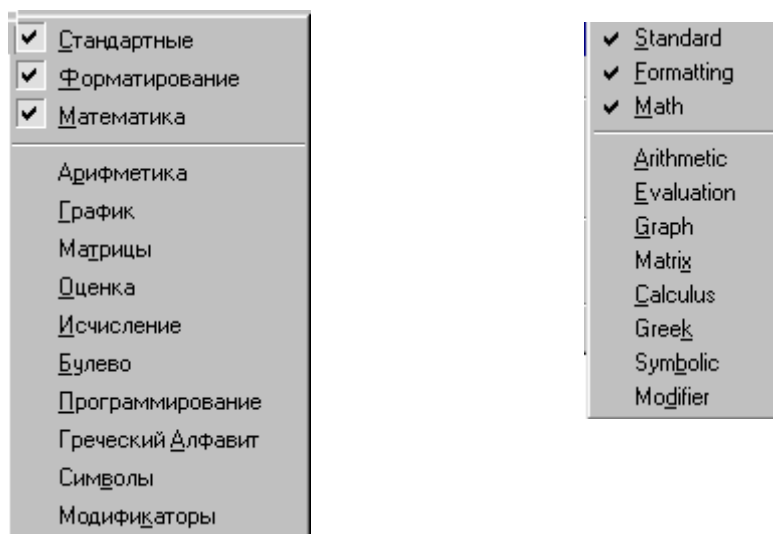 Стандартные
Форматирование
Математика
Арифметика
График
Матрицы
Оценка
Исчисление
Булево
Программирование
Греческий Алфавит
Символы
Модификаторы
Standard
Formatting
Math
Arithmetic
Evaluation
Graph
Matrix
Calculus
Greek
Symbolic
Modifier